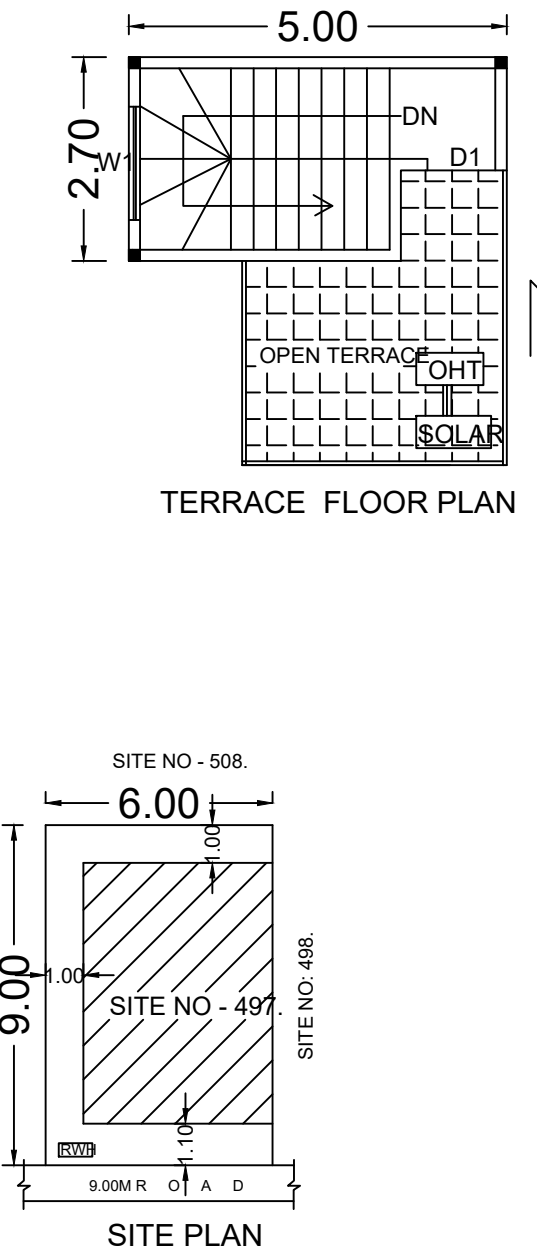 5.00
DN
2.70
W1
D1
OPEN TERRACE
OHT
SOLAR
TERRACE FLOOR PLAN
SITE NO - 508.
6.00
1.00
9.00
1.00
SITE NO - 497.
SITE NO: 498.
1.10
RWH
9.00M R O A D
SITE PLAN